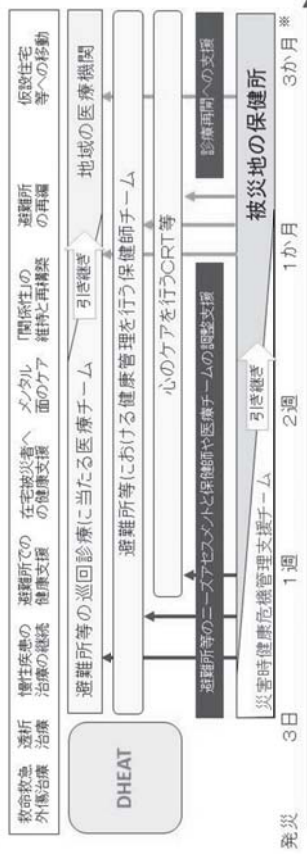 救命救急
外傷治療
透析
治療
慢性疾患の
治療の継続
避難所での
健康支援
在宅被災者へ
の健康支援
メンタル
面のケア
「関係性」の
維持と再構築
避難所
の再編
仮設住宅
等への移動
DHEAT
避難所等の巡回診療に当たる医療チーム
引き継ぎ
地域の医療機関
避難所等における健康管理を行う保健師チーム
心のケアを行うCRT等
避難所等のニーズアセスメントと保健師や医療チームの調整支援
診療再開への支援
災害時健康危機管理支援チーム
引き継ぎ
被災地の保健所
発災
3日
1週
2週
1か月
3か月
※